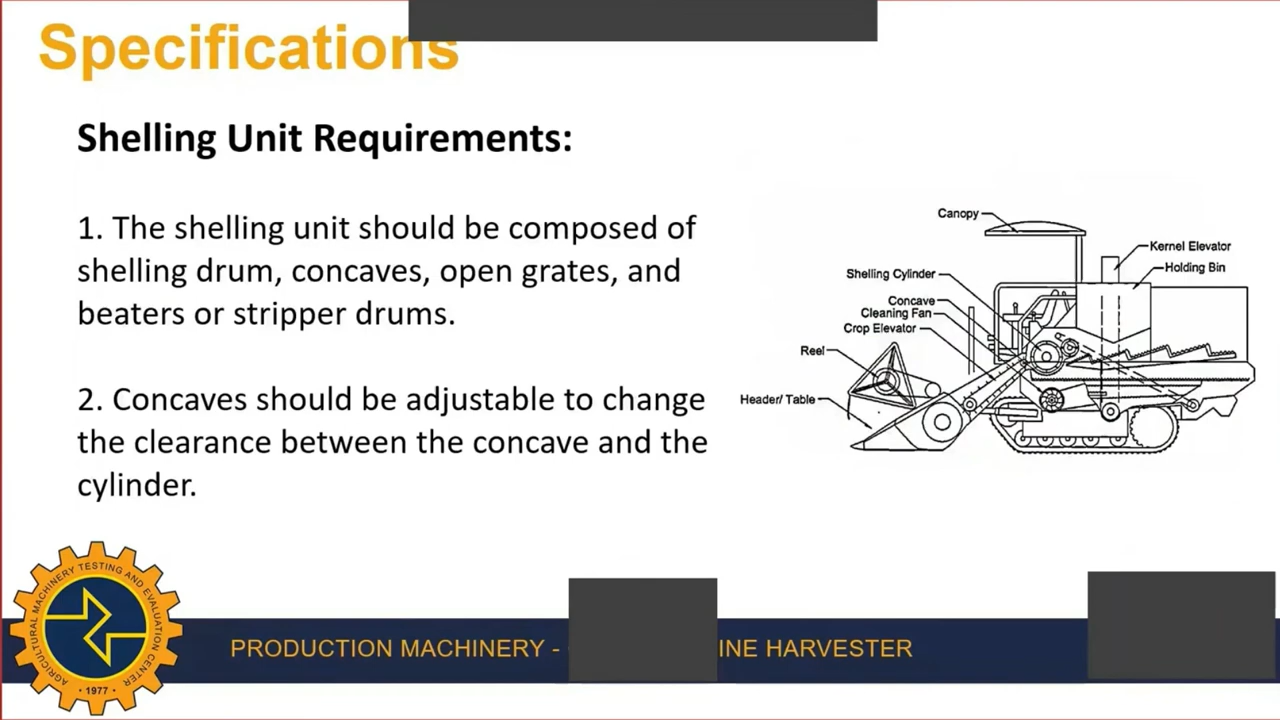 Specifications
Shelling Unit Requirements:
1. The shelling unit should be composed of
shelling drum, concaves, open grates, and
beaters or stripper drums.
2. Concaves should be adjustable to change
the clearance between the concave and the
cylinder.
Canopy
Kernel Elevator
Holding Bin
Shelling Cylinder
Concave
Cleaning Fan
Crop Elevator
Reel
Header/ Table
AGRICULTURAL MACHINERY TESTING AND EVALUATION CENTER
• 1977 •
PRODUCTION MACHINERY - INE HARVESTER